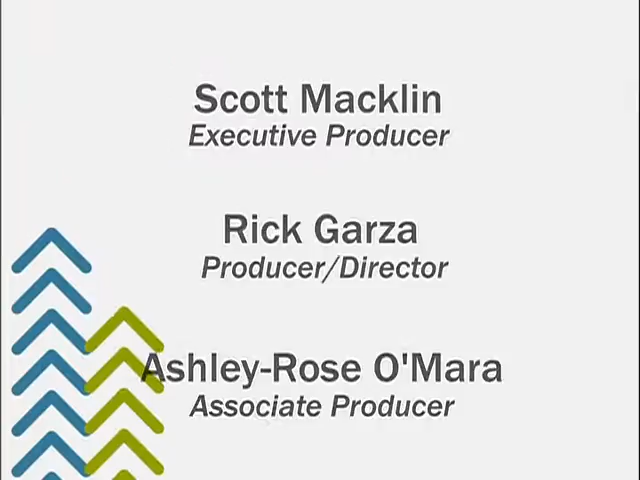 Scott Macklin
Executive Producer
Rick Garza
Producer/Director
Ashley-Rose O'Mara
Associate Producer